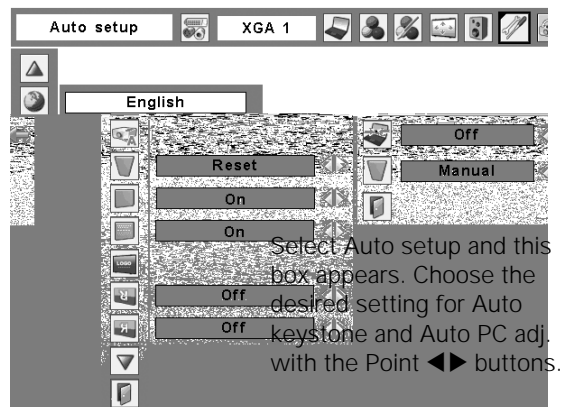 Auto setup
XGA 1
English
Off
Reset
Manual
On
On
LOGO
Off
Off
Select Auto setup and this
box appears. Choose the
desired setting for Auto
keystone and Auto PC adj.
with the Point ◀▶ buttons.